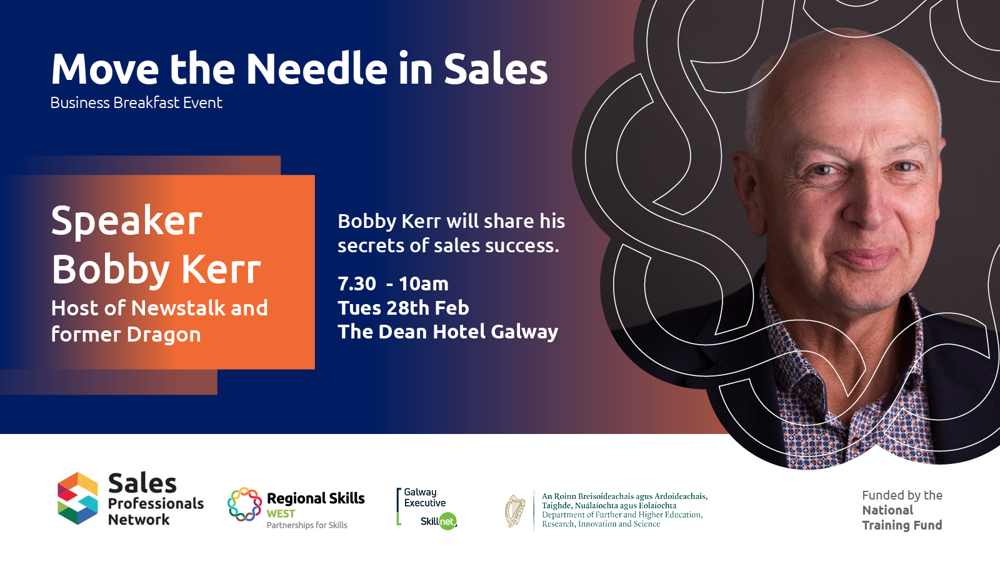 Move the Needle in Sales
Business Breakfast Event
Speaker
Bobby Kerr
Host of Newstalk and
former Dragon
Bobby Kerr will share his
secrets of sales success.
7.30 - 10am
Tues 28th Feb
The Dean Hotel Galway
Sales
Professionals
Network
Regional Skills
WEST
Partnerships for Skills
Galway
Executive
Skillnet
An Roinn Breisoideachais agus Ardoideachais,
Taighde, Nuálaíochta agus Eolaíochta
Department of Further and Higher Education,
Research, Innovation and Science
Funded by the
National
Training Fund